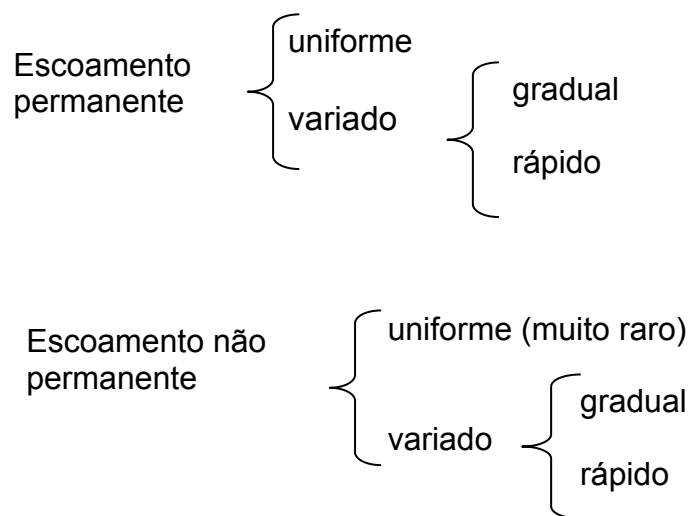 Escoamento
permanente
uniforme
variado
gradual
rápido
Escoamento não
permanente
uniforme (muito raro)
variado
gradual
rápido